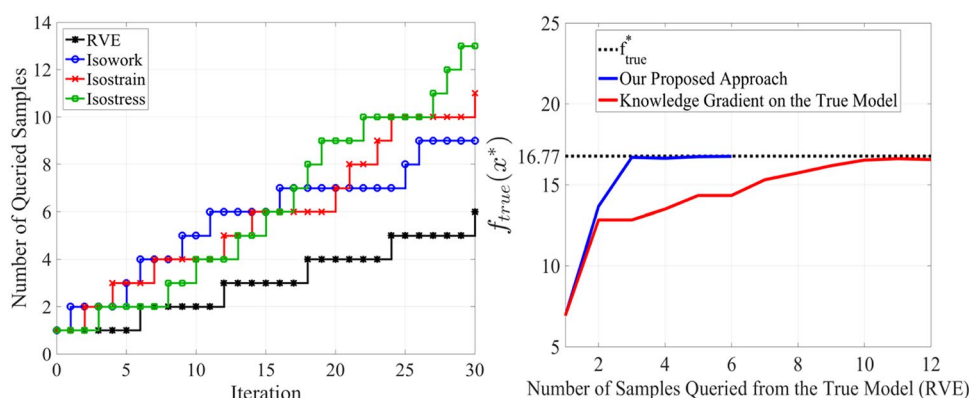 14
12
10
8
6
4
2
0
RVE
Isowork
Isostrain
Isostress
Number of Queried Samples
0 5 10 15 20 25 30
Iteration
25
20
16.77
15
10
5
f*true
Our Proposed Approach
Knowledge Gradient on the True Model
ftrue(x*)
2 4 6 8 10 12
Number of Samples Queried from the True Model (RVE)